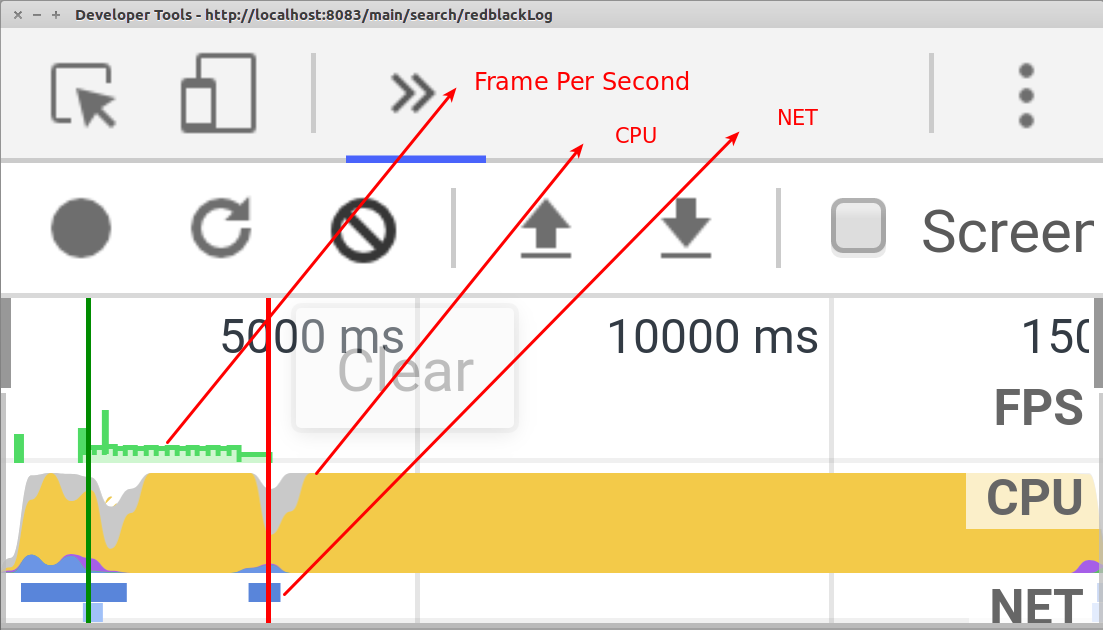 Developer Tools - http://localhost:8083/main/search/redblackLog
Frame Per Second
NET
CPU
Screen
5000 ms
10000 ms
150
Clear
FPS
CPU
NET